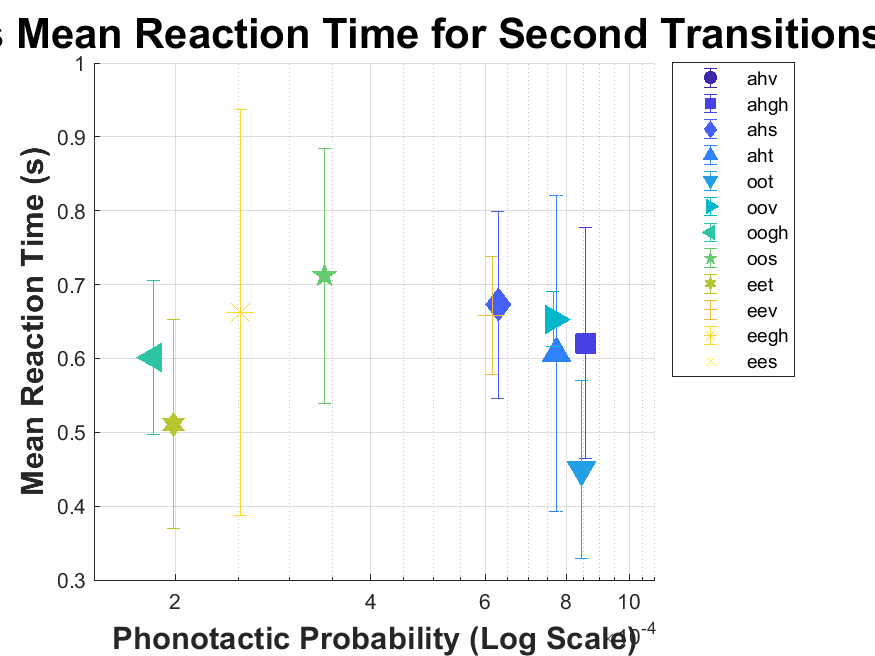 s Mean Reaction Time for Second Transitions
Mean Reaction Time (s)
1
0.9
0.8
0.7
0.6
0.5
0.4
0.3
2 4 6 8 10
Phonotactic Probability (Log Scale)
×10-4
ahv
ahgh
ahs
aht
oot
oov
oogh
oos
eet
eev
eegh
ees